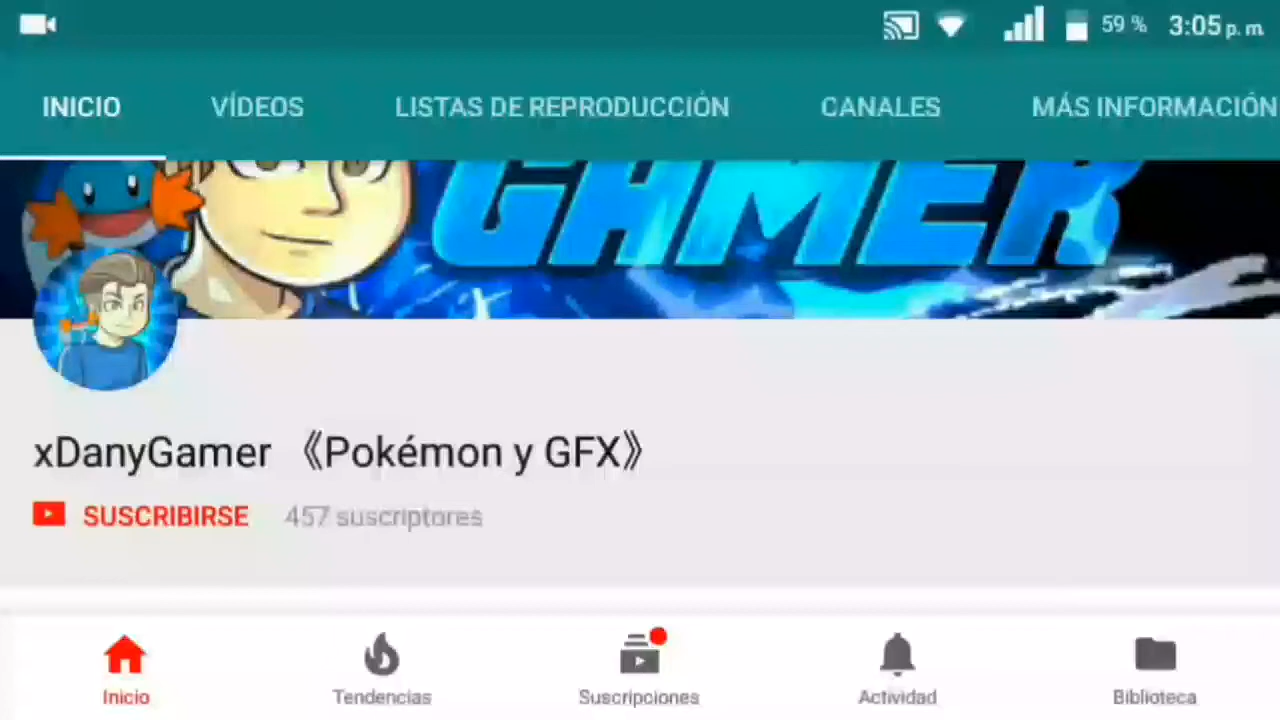 59 % 3:05 p. m.
INICIO VÍDEOS LISTAS DE REPRODUCCIÓN CANALES MÁS INFORMACIÓN
GAMER
xDanyGamer 《Pokémon y GFX》
SUSCRIBIRSE 457 suscriptores
Inicio Tendencias Suscripciones Actividad Biblioteca